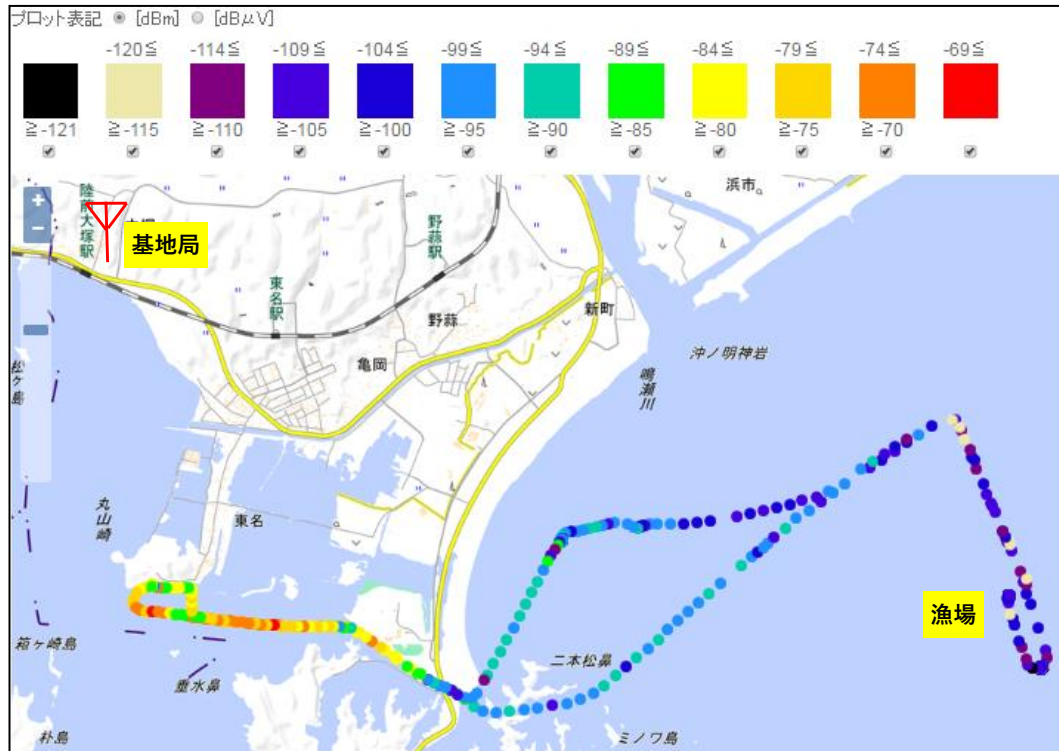 プロット表記 [dBm] [dBμV]
-120≦ -114≦ -109≦ -104≦ -99≦ -94≦ -89≦ -84≦ -79≦ -74≦ -69≦
≧-121 ≧-115 ≧-110 ≧-105 ≧-100 ≧-95 ≧-90 ≧-85 ≧-80 ≧-75 ≧-70
+
−
陸前大塚駅
基地局
浜市
野蒜駅
東名駅
野蒜
新町
亀岡
沖ノ明神岩
鳴瀬川
松ケ島
丸山崎
東名
漁場
箱ヶ崎島
二本松鼻
垂水鼻
朴島
ミノワ島